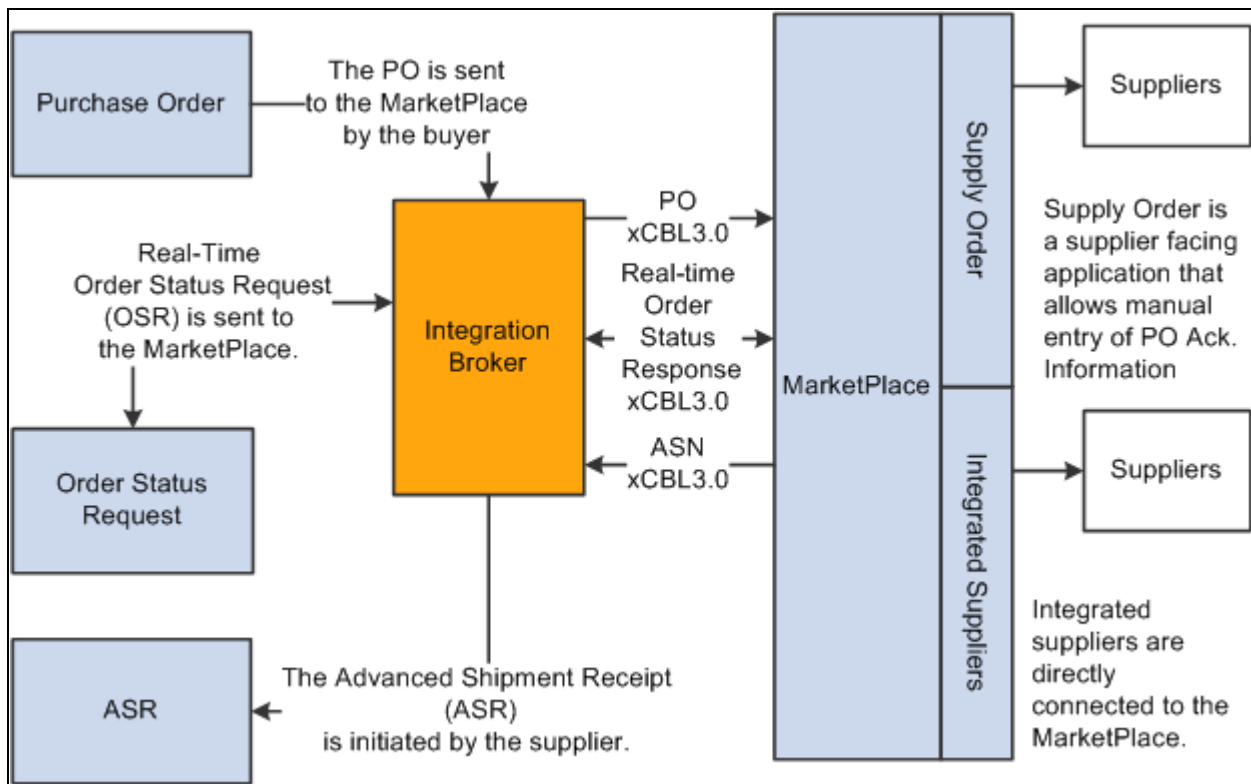 Purchase Order
The PO is sent
to the MarketPlace
by the buyer
Real-Time
Order Status Request
(OSR) is sent to
the MarketPlace.
Order Status
Request
ASR
The Advanced Shipment Receipt
(ASR)
is initiated by the supplier.
Integration
Broker
PO
xCBL3.0
Real-time
Order
Status
Response
xCBL3.0
ASN
xCBL3.0
MarketPlace
Supply Order
Integrated Suppliers
Suppliers
Supply Order is
a supplier facing
application that
allows manual
entry of PO Ack.
Information
Suppliers
Integrated
suppliers are
directly
connected to the
MarketPlace.